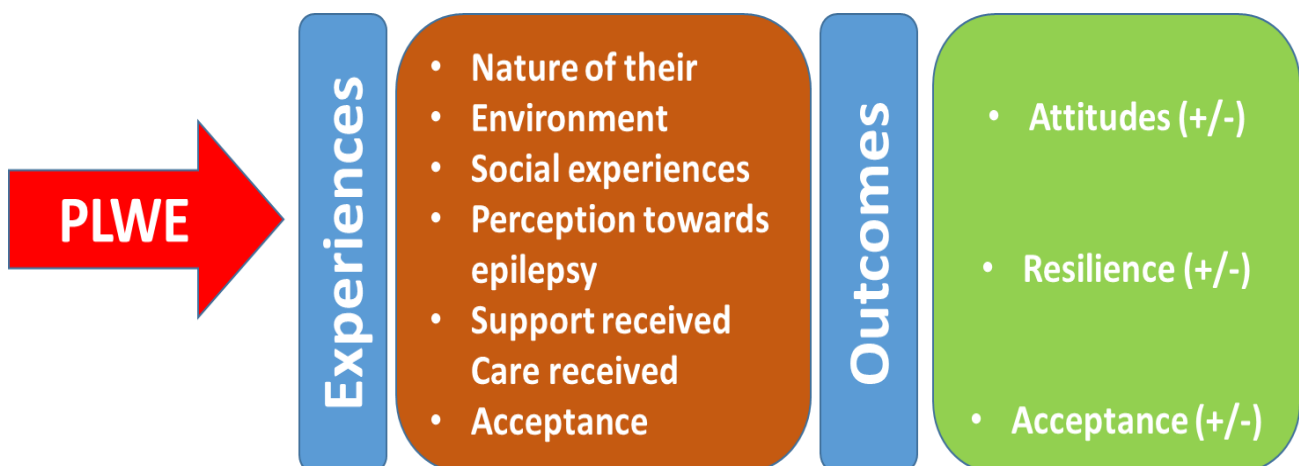 PLWE
Experiences
• Nature of their
• Environment
• Social experiences
• Perception towards
epilepsy
• Support received
Care received
• Acceptance
Outcomes
• Attitudes (+/-)
• Resilience (+/-)
• Acceptance (+/-)